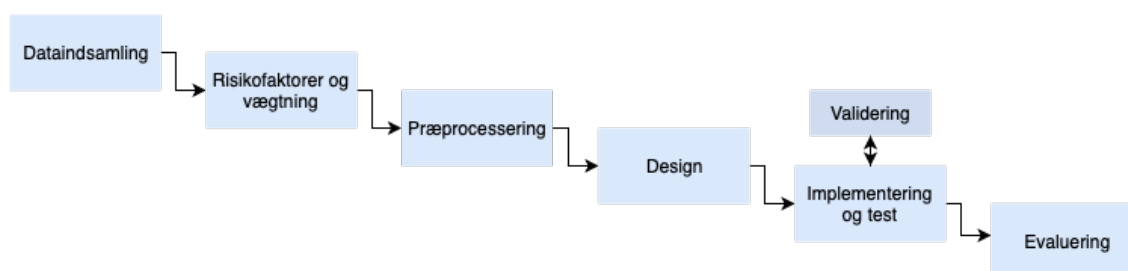 Dataindsamling
Risikofaktorer og
vægtning
Præprocessering
Design
Validering
Implementering
og test
Evaluering